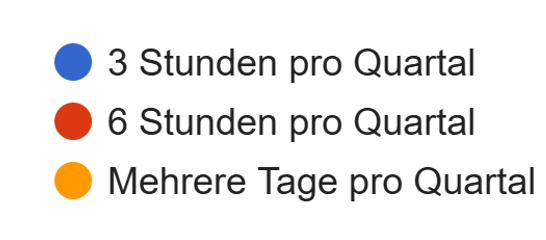 3 Stunden pro Quartal
6 Stunden pro Quartal
Mehrere Tage pro Quartal